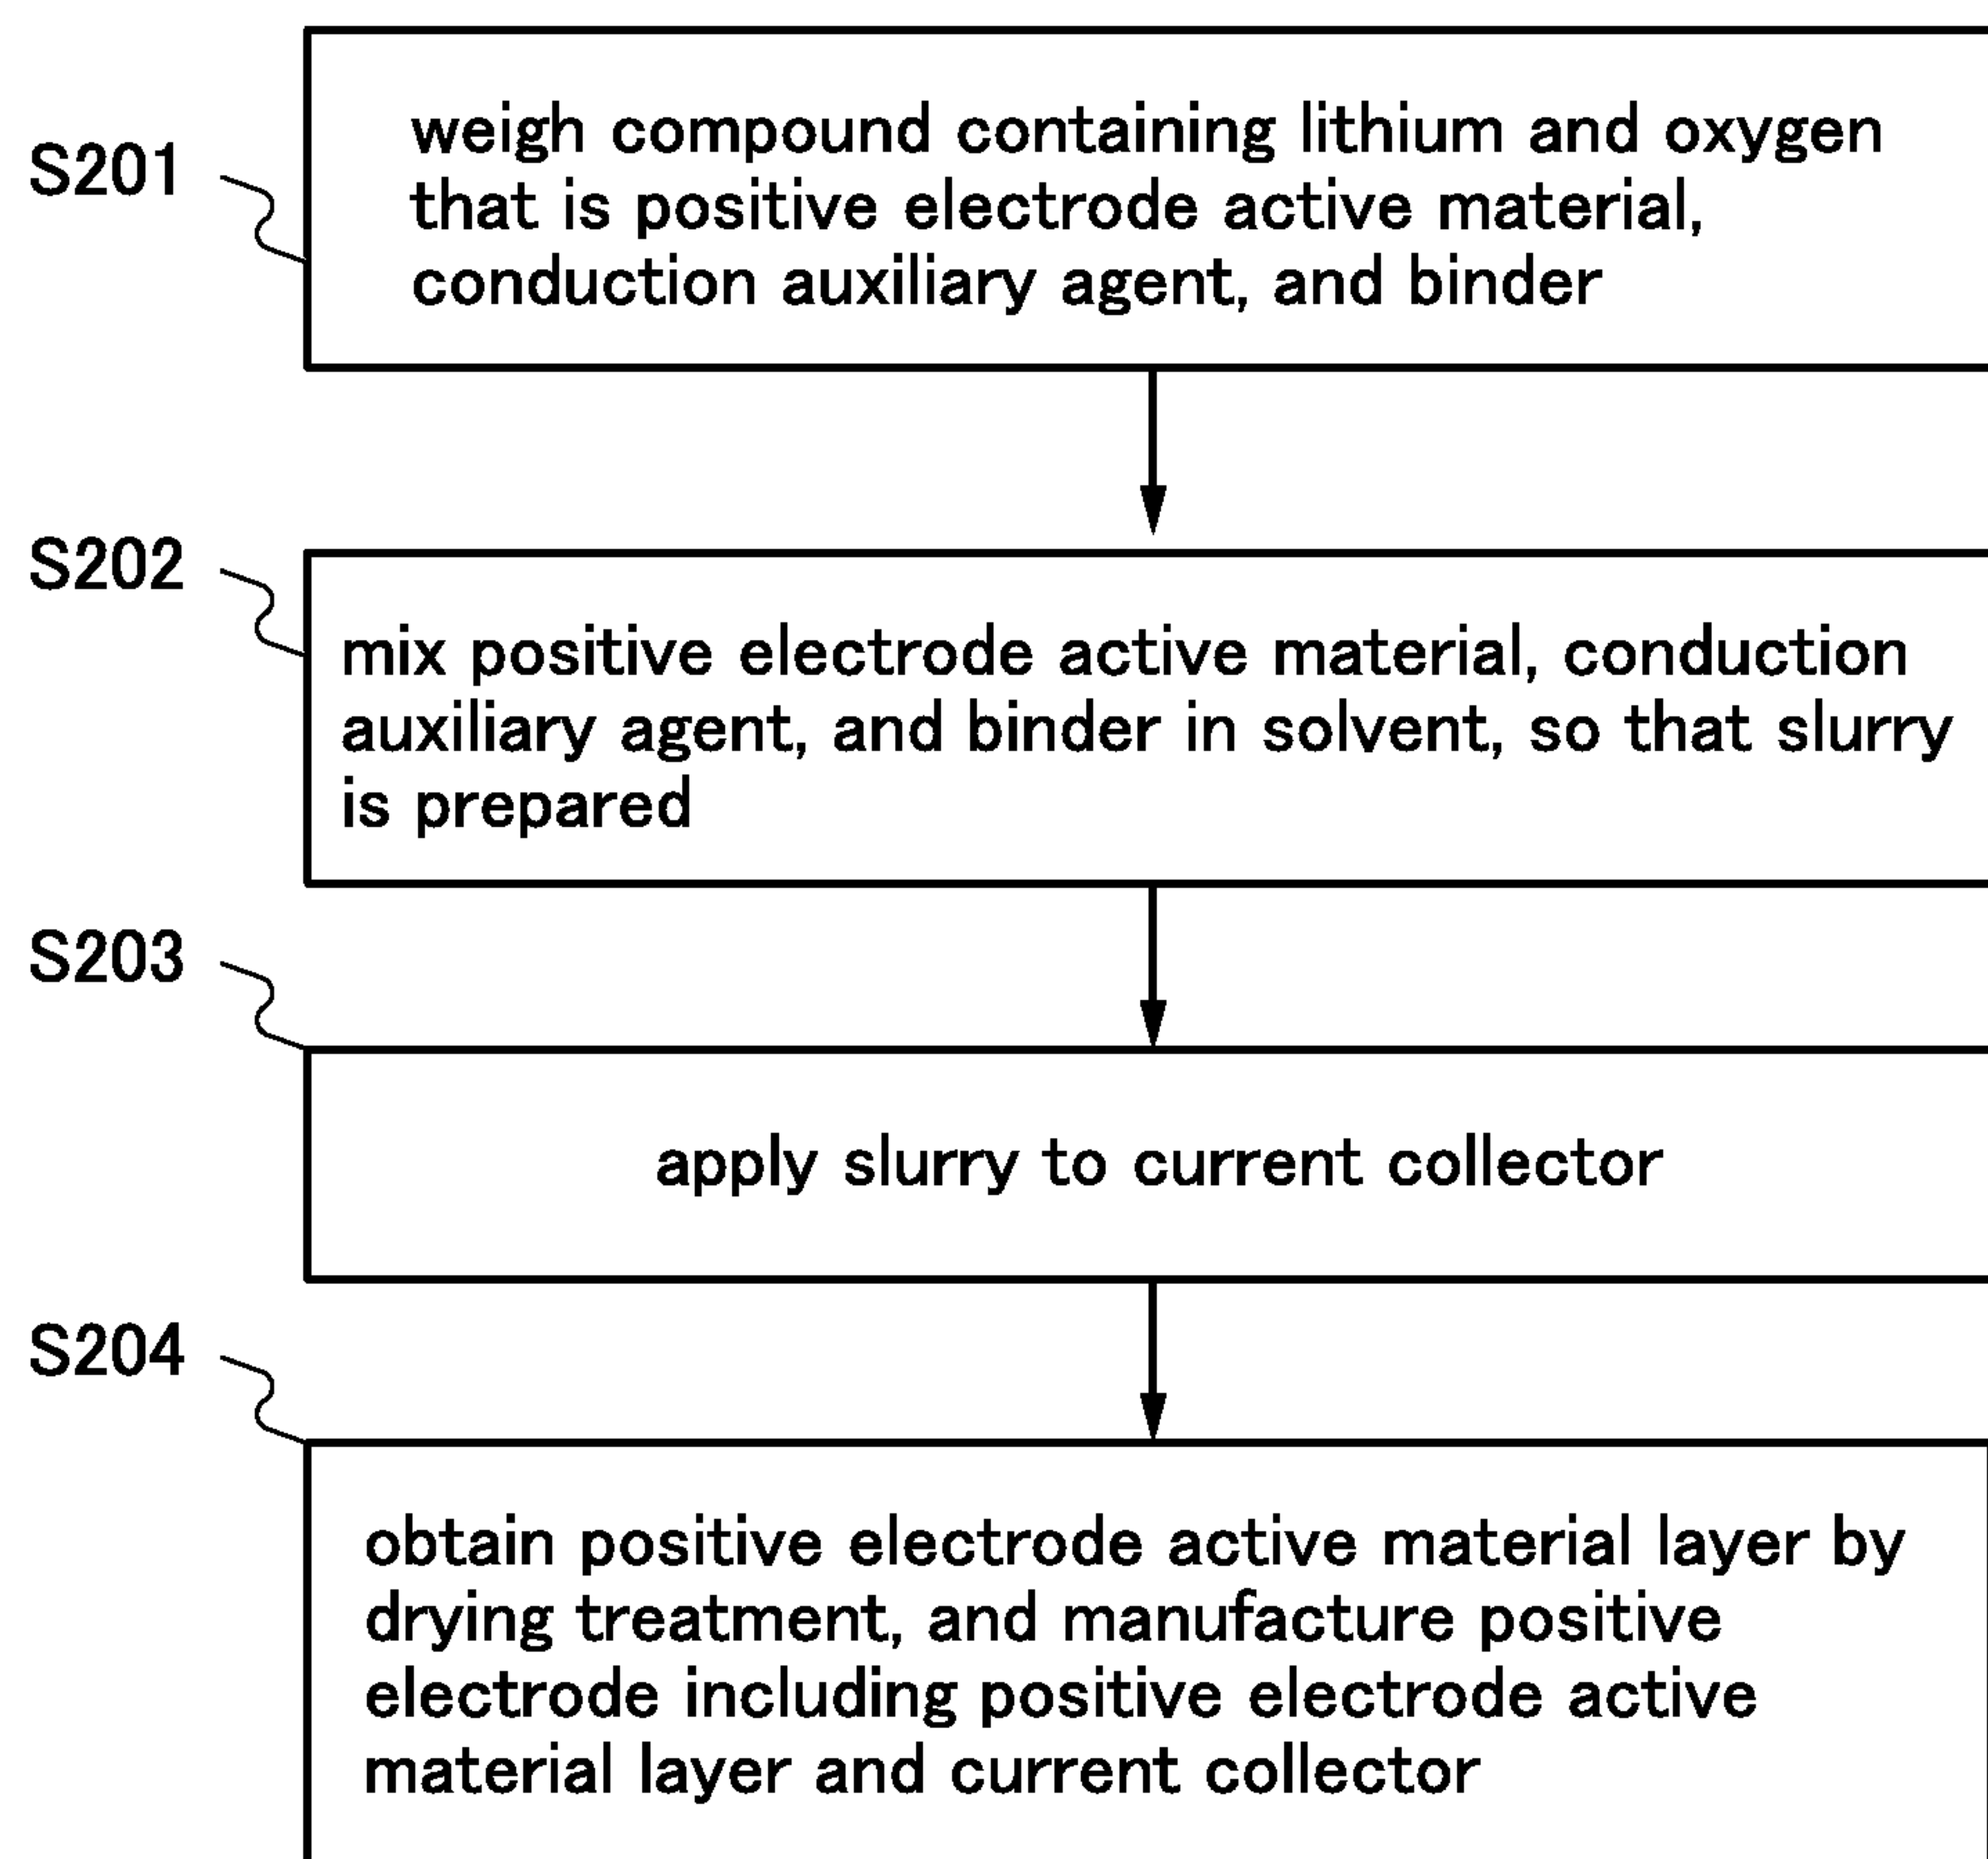 S201
weigh compound containing lithium and oxygen
that is positive electrode active material,
conduction auxiliary agent, and binder
S202
mix positive electrode active material, conduction
auxiliary agent, and binder in solvent, so that slurry
is prepared
S203
apply slurry to current collector
S204
obtain positive electrode active material layer by
drying treatment, and manufacture positive
electrode including positive electrode active
material layer and current collector